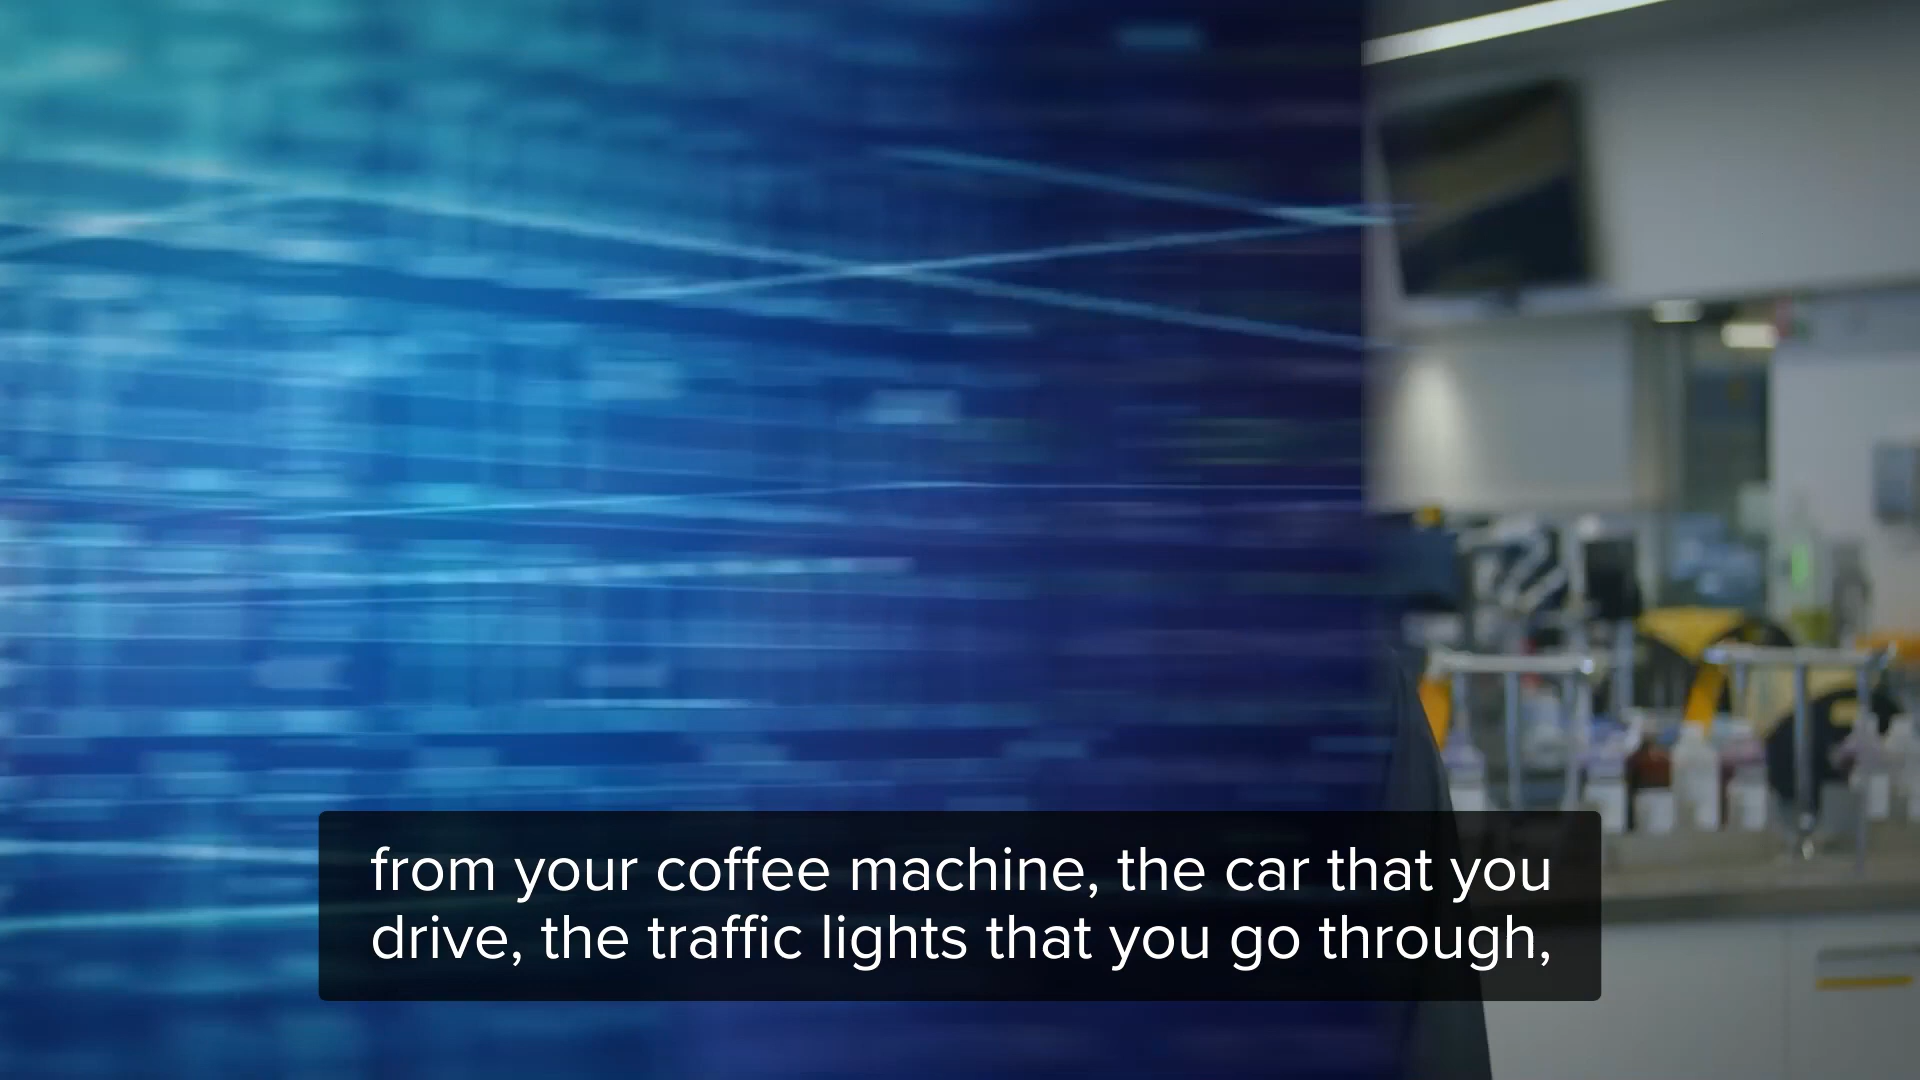 from your coffee machine, the car that you
drive, the traffic lights that you go through,